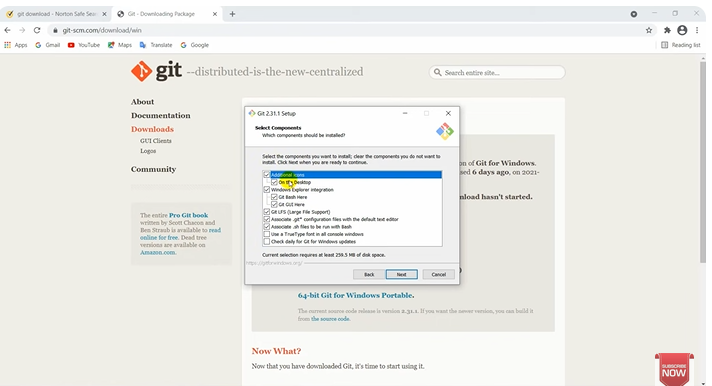 git download - Norton Safe Sear
Git - Downloading Package
git-scm.com/download/win
Apps
Gmail
YouTube
Maps
Translate
Google
Reading list
git --distributed-is-the-new-centralized
Search entire site...
About
Documentation
Downloads
GUI Clients
Logos
Community
The entire Pro Git book
written by Scott Chacon and
Ben Straub is available to read
online for free. Dead tree
versions are available on
Amazon.com.
Git 2.31.1 Setup
Select Components
Which components should be installed?
Select the components you want to install; clear the components you do not want to
install. Click Next when you are ready to continue.
Additional icons
On the Desktop
Windows Explorer integration
Git Bash Here
Git GUI Here
Git LFS (Large File Support)
Associate .git* configuration files with the default text editor
Associate .sh files to be run with Bash
Use a TrueType font in all console windows
Check daily for Git for Windows updates
Current selection requires at least 259.5 MB of disk space.
https://gitforwindows.org/
Back
Next
Cancel
on of Git for Windows.
sed 6 days ago, on 2021-
wnload hasn't started.
64-bit Git for Windows Portable.
The current source code release is version 2.31.1. If you want the newer version, you can build it
from the source code.
Now What?
Now that you have downloaded Git, it's time to start using it.
SUBSCRIBE
NOW